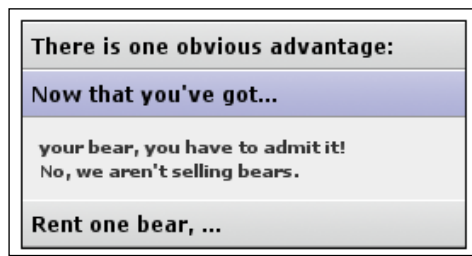 There is one obvious advantage:
Now that you've got...
your bear, you have to admit it!
No, we aren't selling bears.
Rent one bear, ...